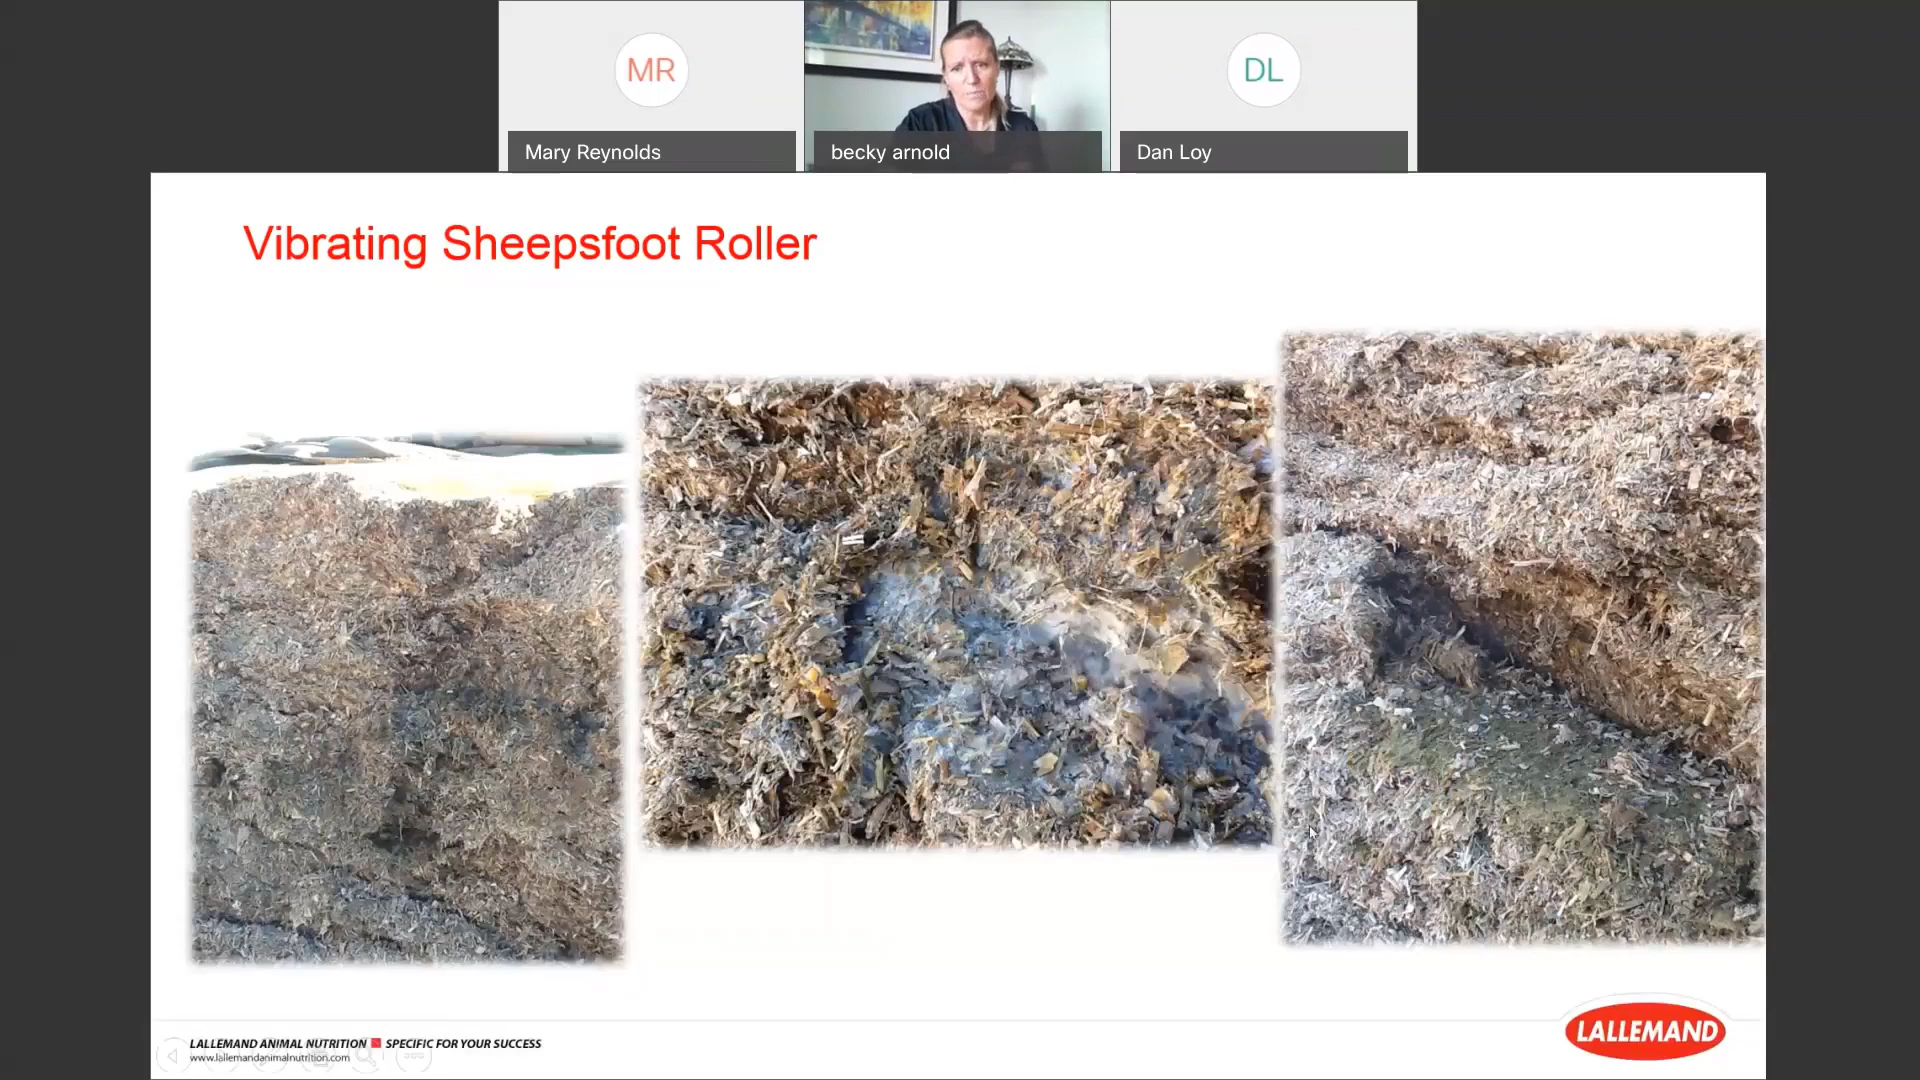 MR
DL
Mary Reynolds
becky arnold
Dan Loy
Vibrating Sheepsfoot Roller
LALLEMAND ANIMAL NUTRITION SPECIFIC FOR YOUR SUCCESS
www.lallemandanimalnutrition.com
LALLEMAND